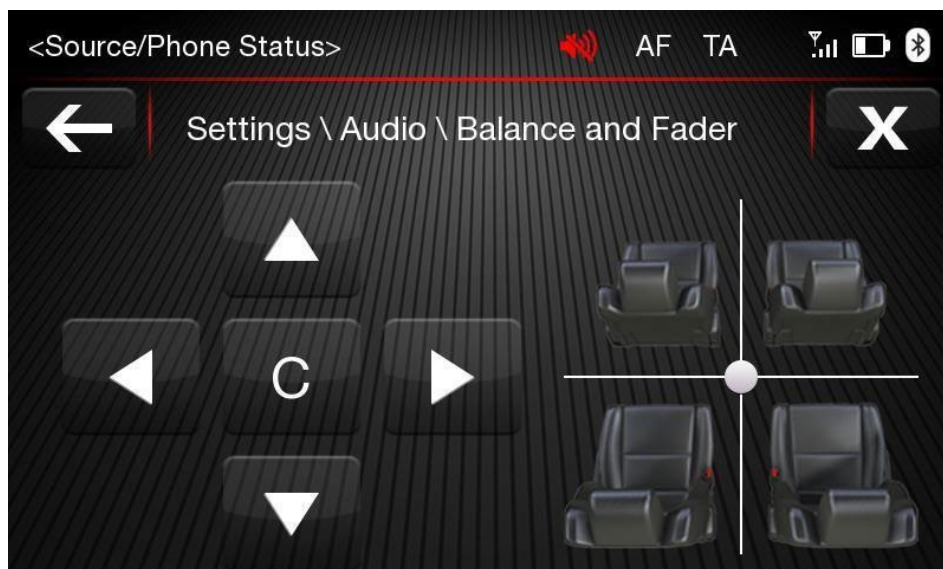 <Source/Phone Status> AF TA
Settings \ Audio \ Balance and Fader X
C